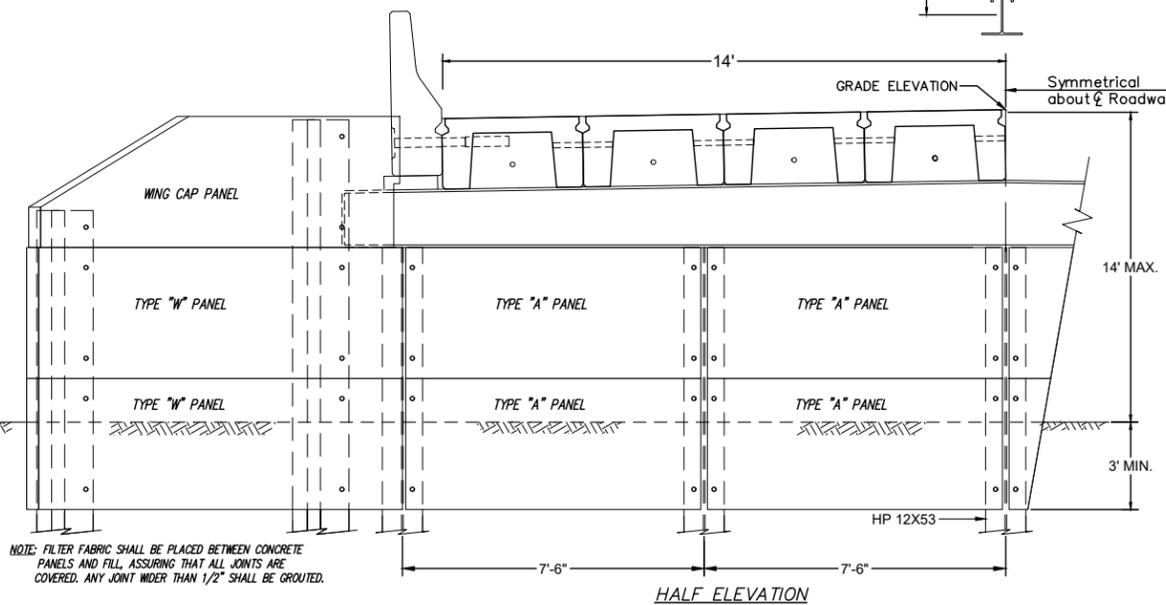 14'
GRADE ELEVATION
Symmetrical
about ℄ Roadwa
WING CAP PANEL
14' MAX.
TYPE "W" PANEL
TYPE "A" PANEL
TYPE "A" PANEL
TYPE "W" PANEL
TYPE "A" PANEL
TYPE "A" PANEL
3' MIN.
HP 12X53
NOTE: FILTER FABRIC SHALL BE PLACED BETWEEN CONCRETE
PANELS AND FILL, ASSURING THAT ALL JOINTS ARE
COVERED. ANY JOINT WIDER THAN 1/2" SHALL BE GROUTED.
7'-6"
7'-6"
HALF ELEVATION